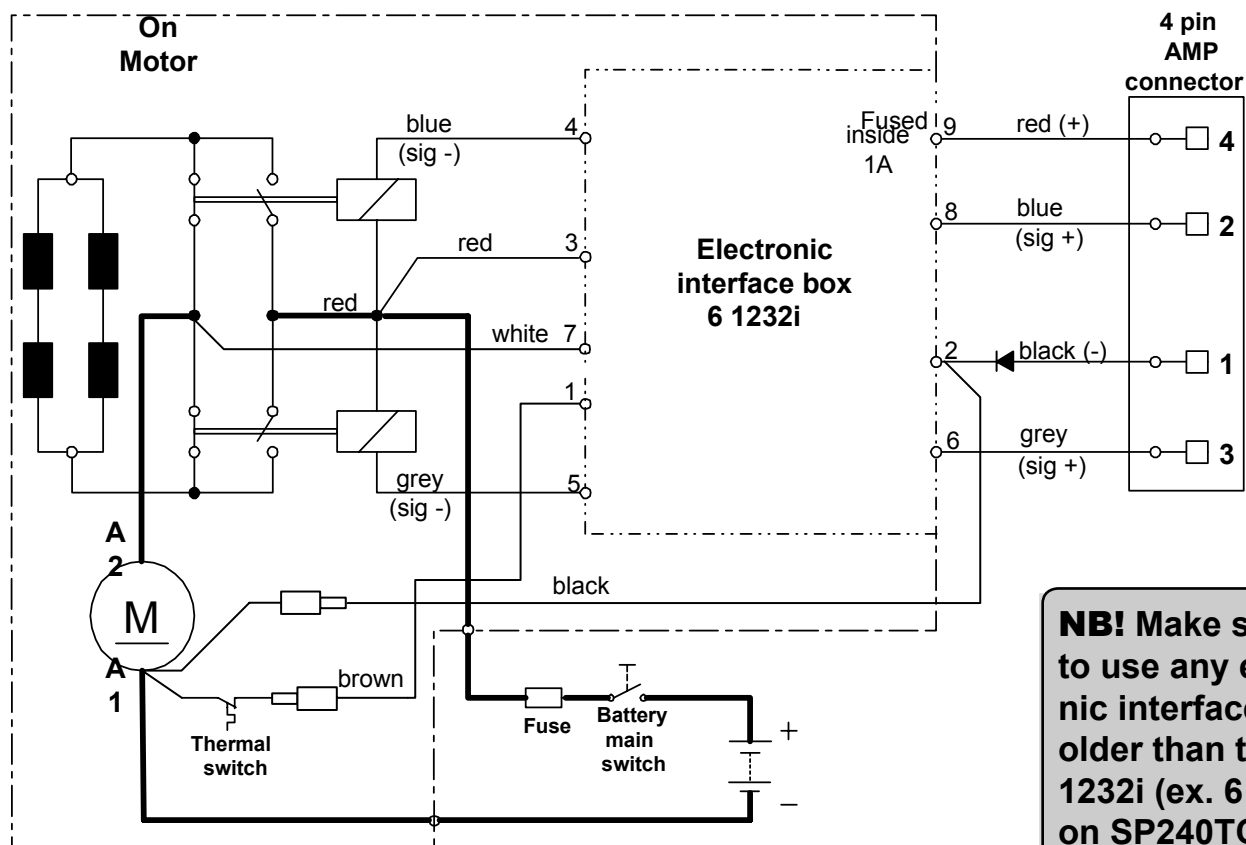 On
Motor
4 pin
AMP
connector
blue
(sig -)
4
Fused
inside
1A
9
red (+)
4
8
blue
(sig +)
2
red
3
Electronic
interface box
6 1232i
red
white 7
2
black (-)
1
1
6
grey
(sig +)
3
grey
(sig -)
5
A
2
M
A
1
black
brown
Thermal
switch
Fuse
Battery
main
switch
+
−
NB! Make s
to use any e
nic interface
older than t
1232i (ex. 6
on SP240TC